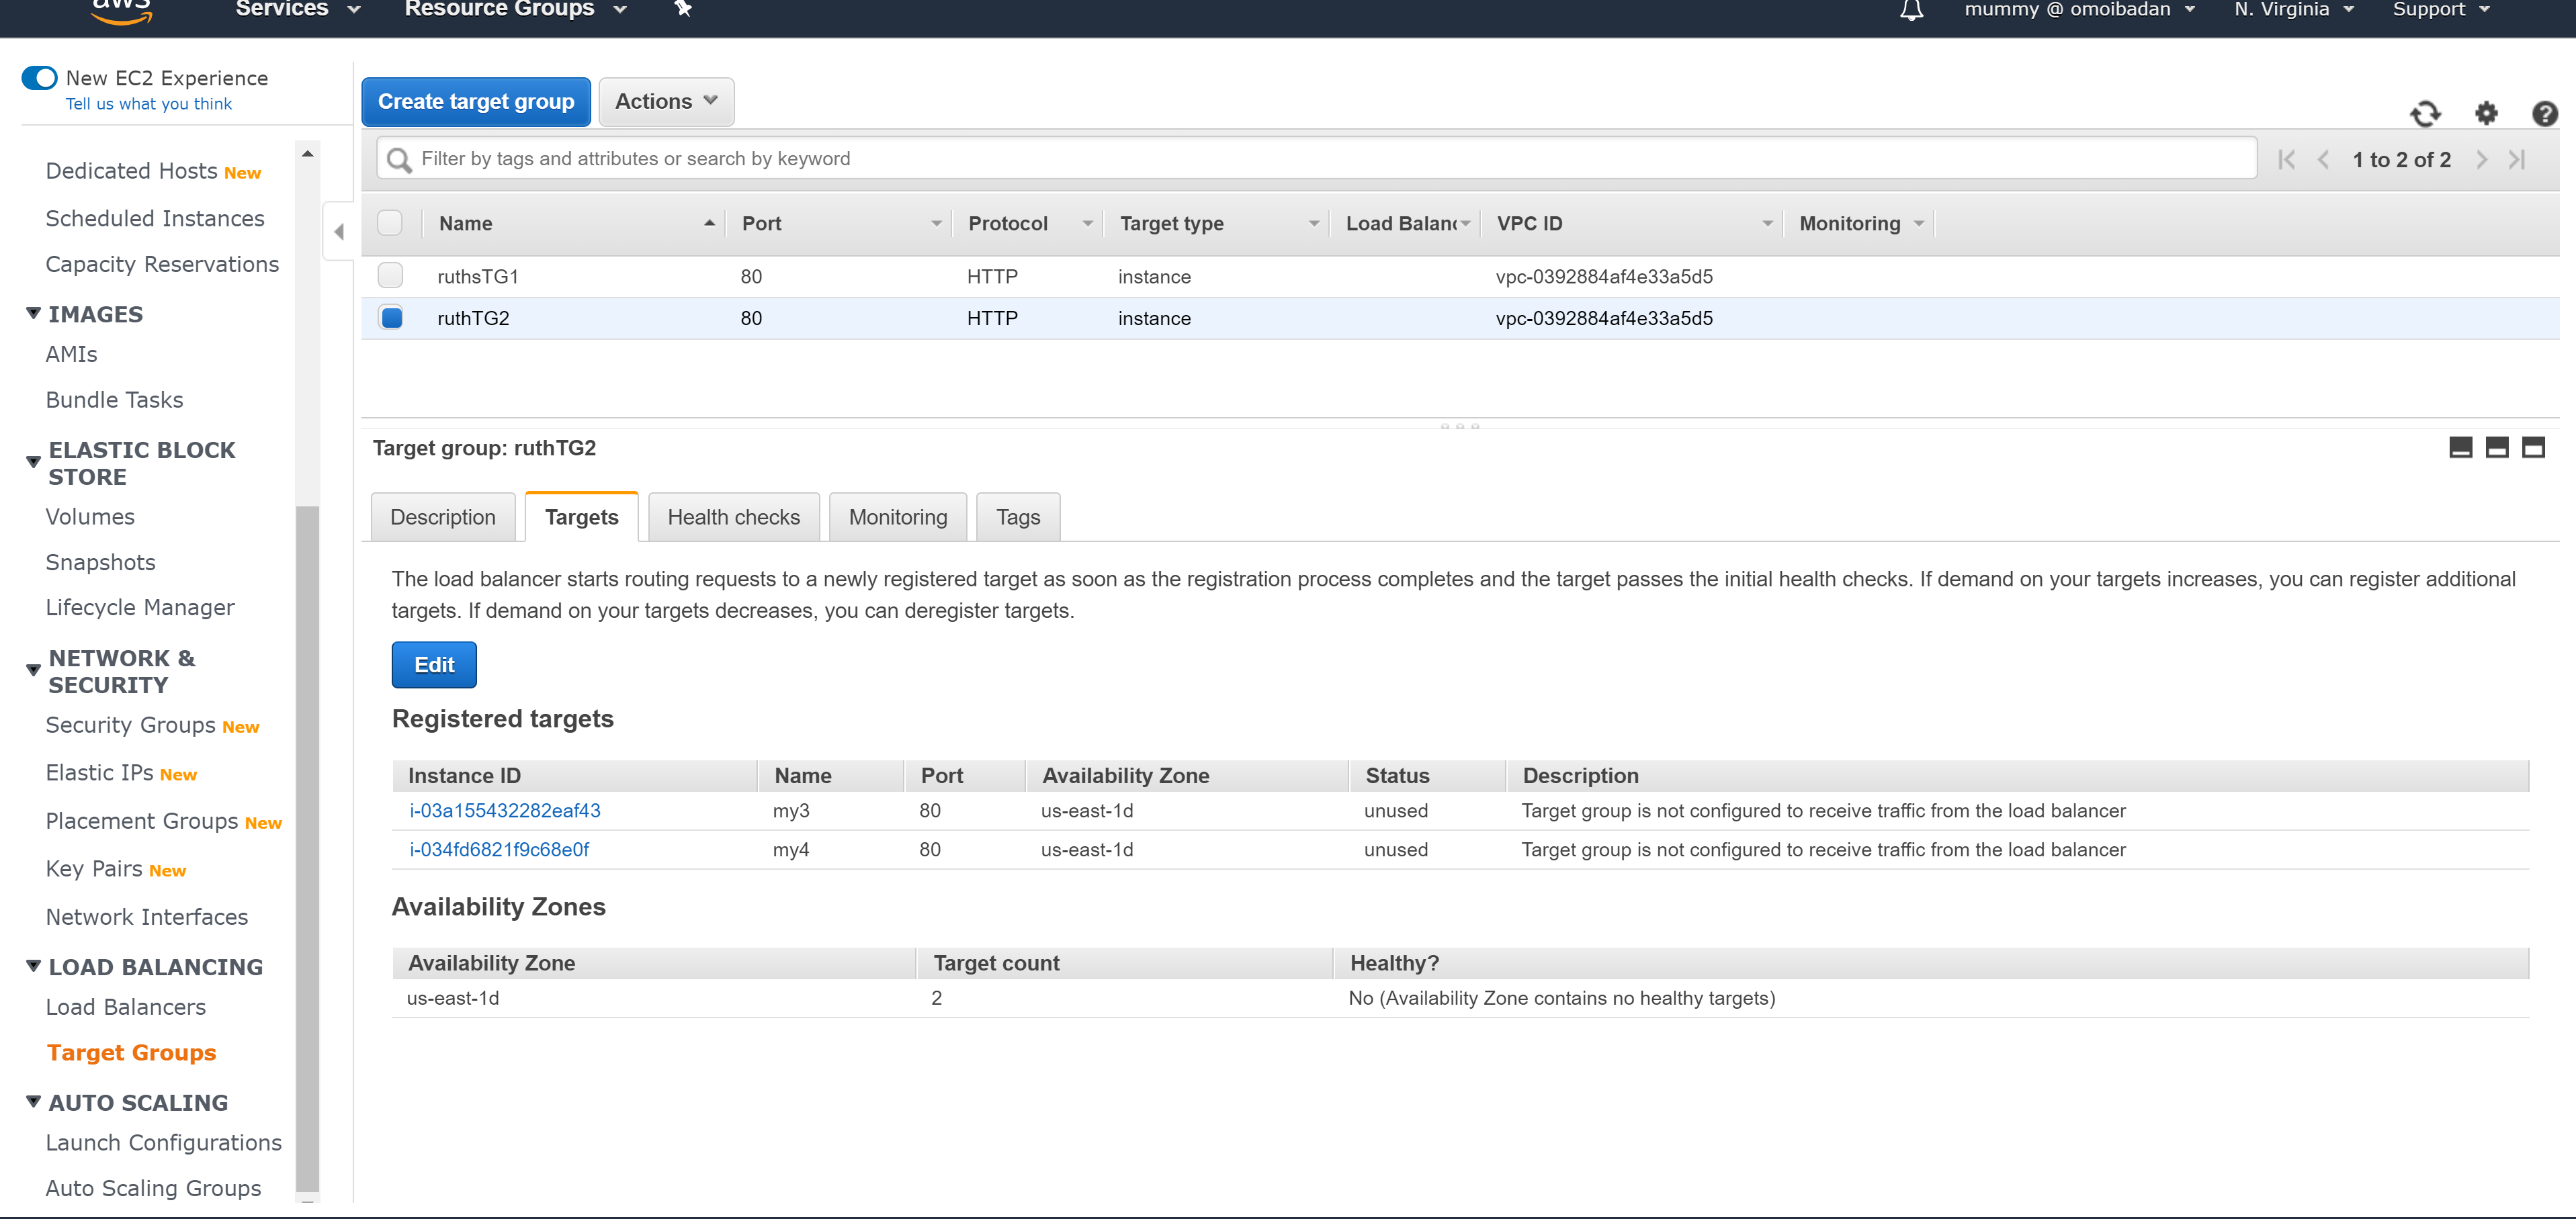 aws Services Resource Groups mummy @ omoibadan N. Virginia Support
New EC2 Experience
Tell us what you think
Dedicated Hosts New
Scheduled Instances
Capacity Reservations
IMAGES
AMIs
Bundle Tasks
ELASTIC BLOCK
STORE
Volumes
Snapshots
Lifecycle Manager
NETWORK &
SECURITY
Security Groups New
Elastic IPs New
Placement Groups New
Key Pairs New
Network Interfaces
LOAD BALANCING
Load Balancers
Target Groups
AUTO SCALING
Launch Configurations
Auto Scaling Groups
Create target group Actions
Filter by tags and attributes or search by keyword 1 to 2 of 2
Name Port Protocol Target type Load Balanc VPC ID Monitoring
ruthsTG1 80 HTTP instance vpc-0392884af4e33a5d5
ruthTG2 80 HTTP instance vpc-0392884af4e33a5d5
Target group: ruthTG2
Description Targets Health checks Monitoring Tags
The load balancer starts routing requests to a newly registered target as soon as the registration process completes and the target passes the initial health checks. If demand on your targets increases, you can register additional
targets. If demand on your targets decreases, you can deregister targets.
Edit
Registered targets
Instance ID Name Port Availability Zone Status Description
i-03a155432282eaf43 my3 80 us-east-1d unused Target group is not configured to receive traffic from the load balancer
i-034fd6821f9c68e0f my4 80 us-east-1d unused Target group is not configured to receive traffic from the load balancer
Availability Zones
Availability Zone Target count Healthy?
us-east-1d 2 No (Availability Zone contains no healthy targets)